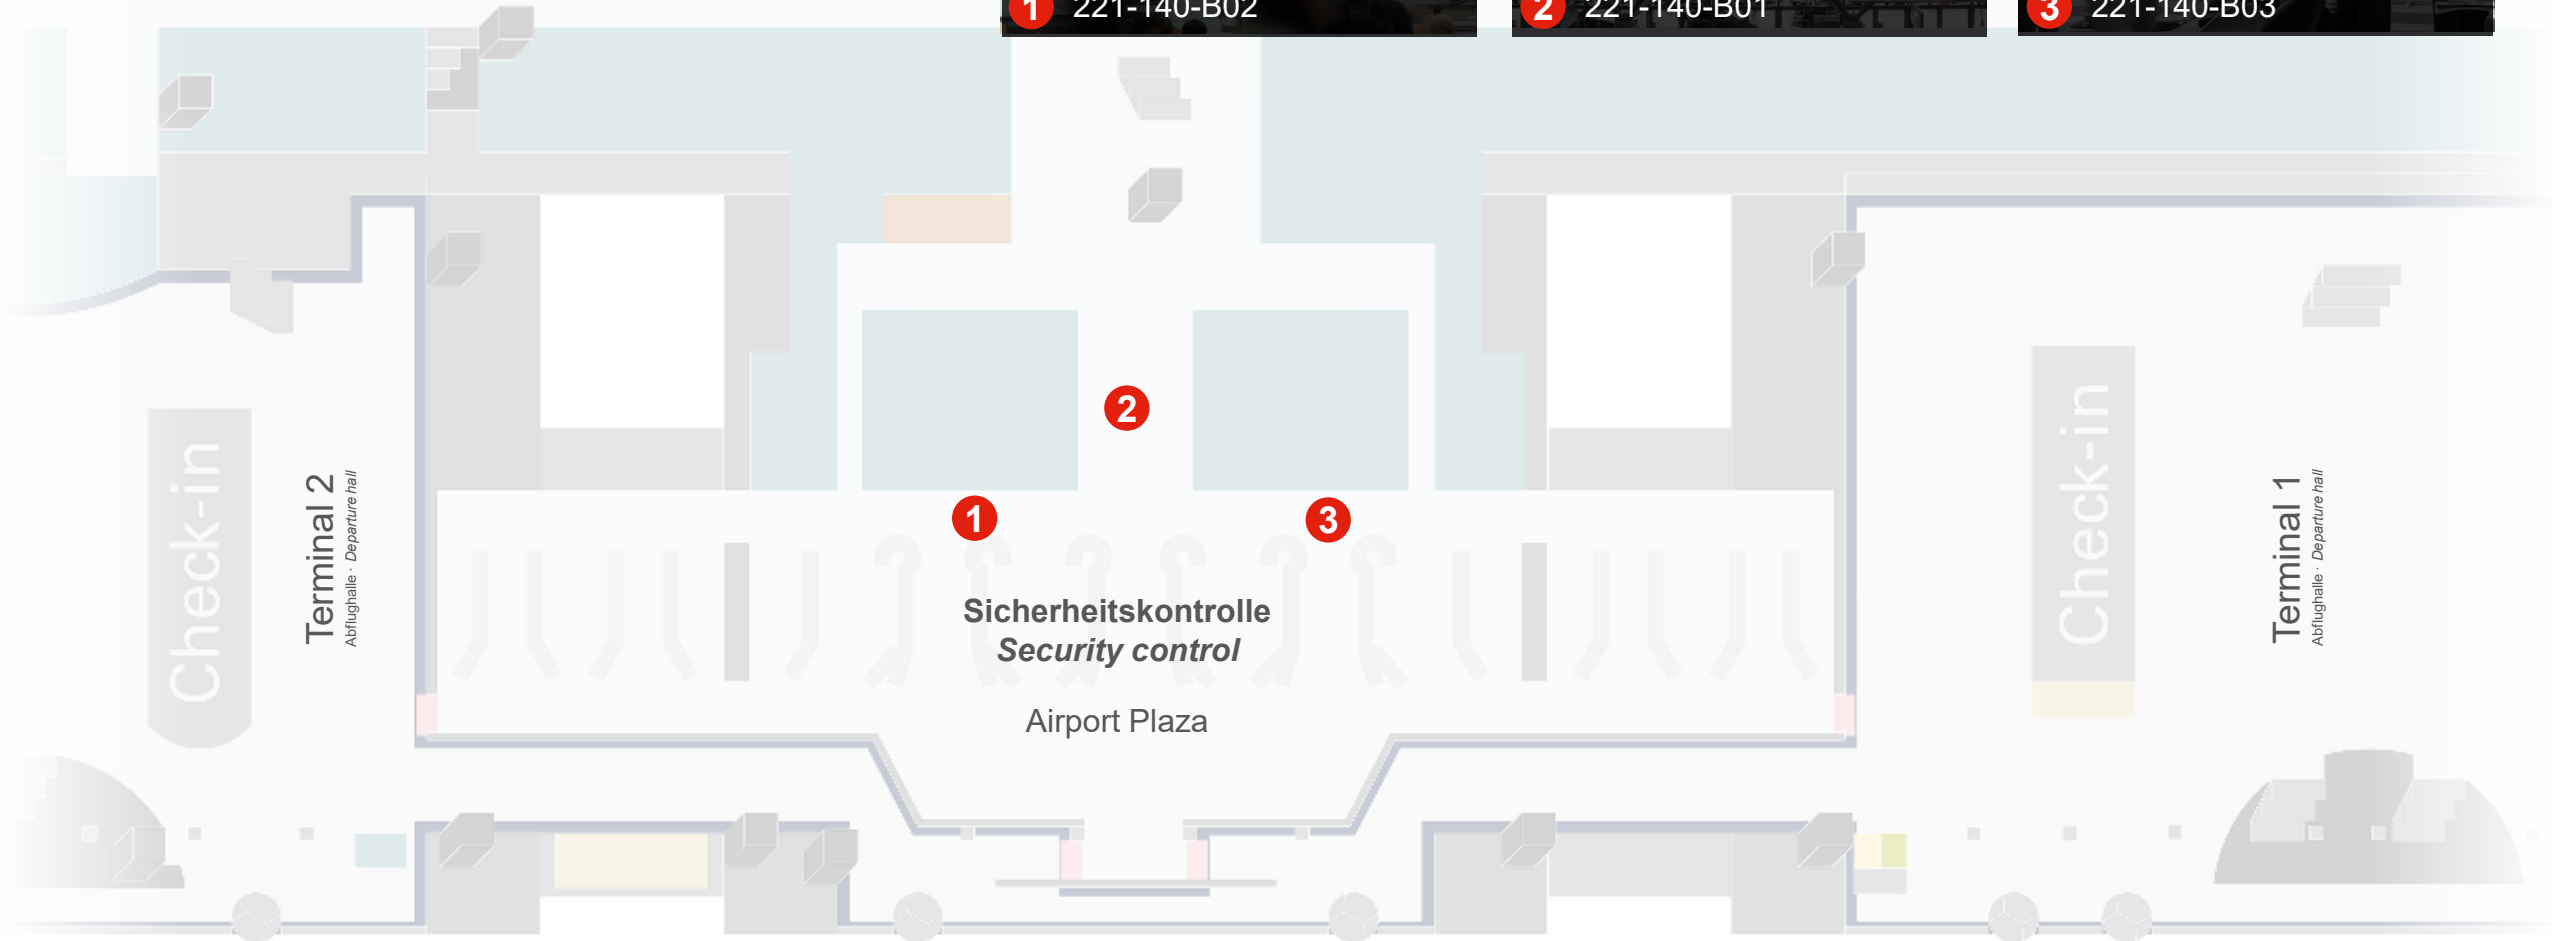 1 221-140-B02
2 221-140-B01
3 221-140-B03
2
1
3
Check-in
Terminal 2
Abflughalle · Departure hall
Sicherheitskontrolle
Security control
Airport Plaza
Check-in
Terminal 1
Abflughalle · Departure hall